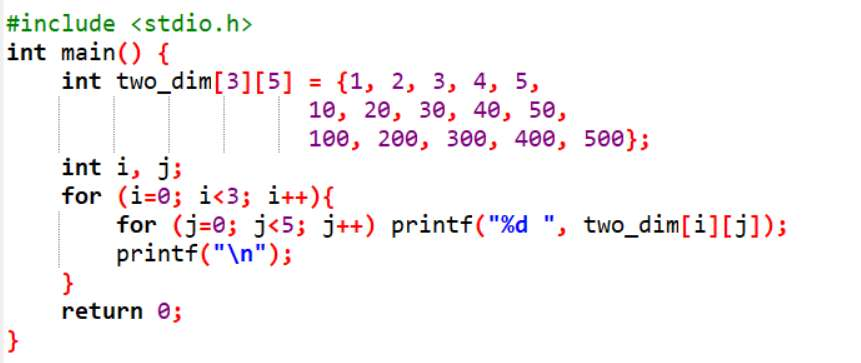 #include <stdio.h>
int main() {
    int two_dim[3][5] = {1, 2, 3, 4, 5,
                      10, 20, 30, 40, 50,
                      100, 200, 300, 400, 500};
    int i, j;
    for (i=0; i<3; i++){
        for (j=0; j<5; j++) printf("%d ", two_dim[i][j]);
        printf("\n");
    }
    return 0;
}